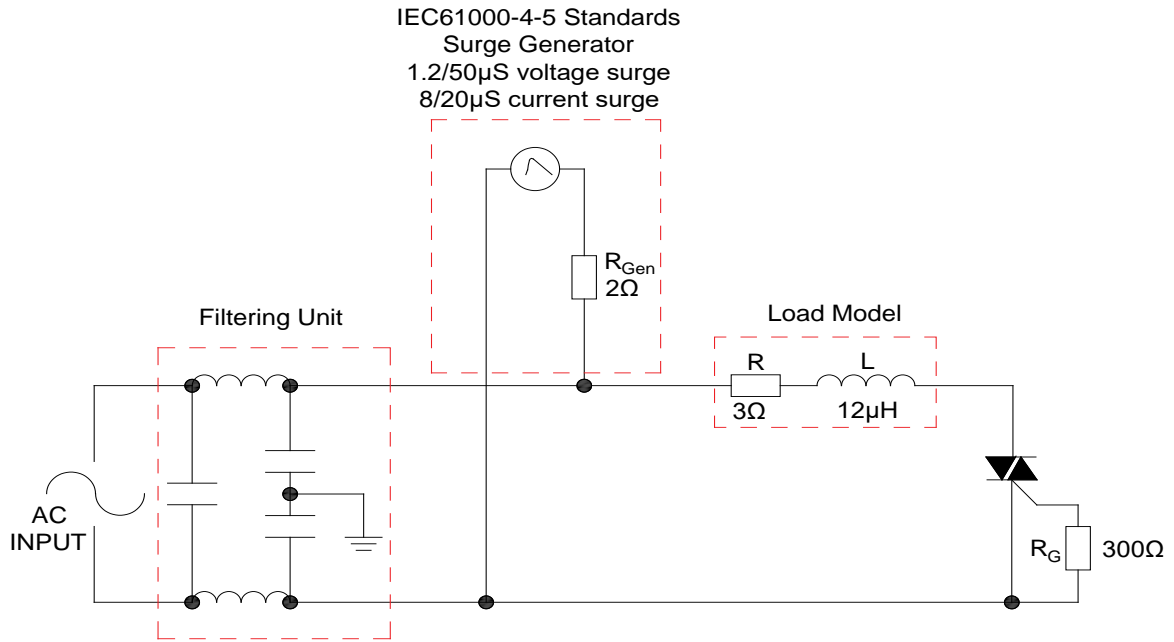 IEC61000-4-5 Standards
Surge Generator
1.2/50µS voltage surge
8/20µS current surge
RGen
2Ω
Filtering Unit
Load Model
R
L
3Ω
12µH
AC
INPUT
RG
300Ω